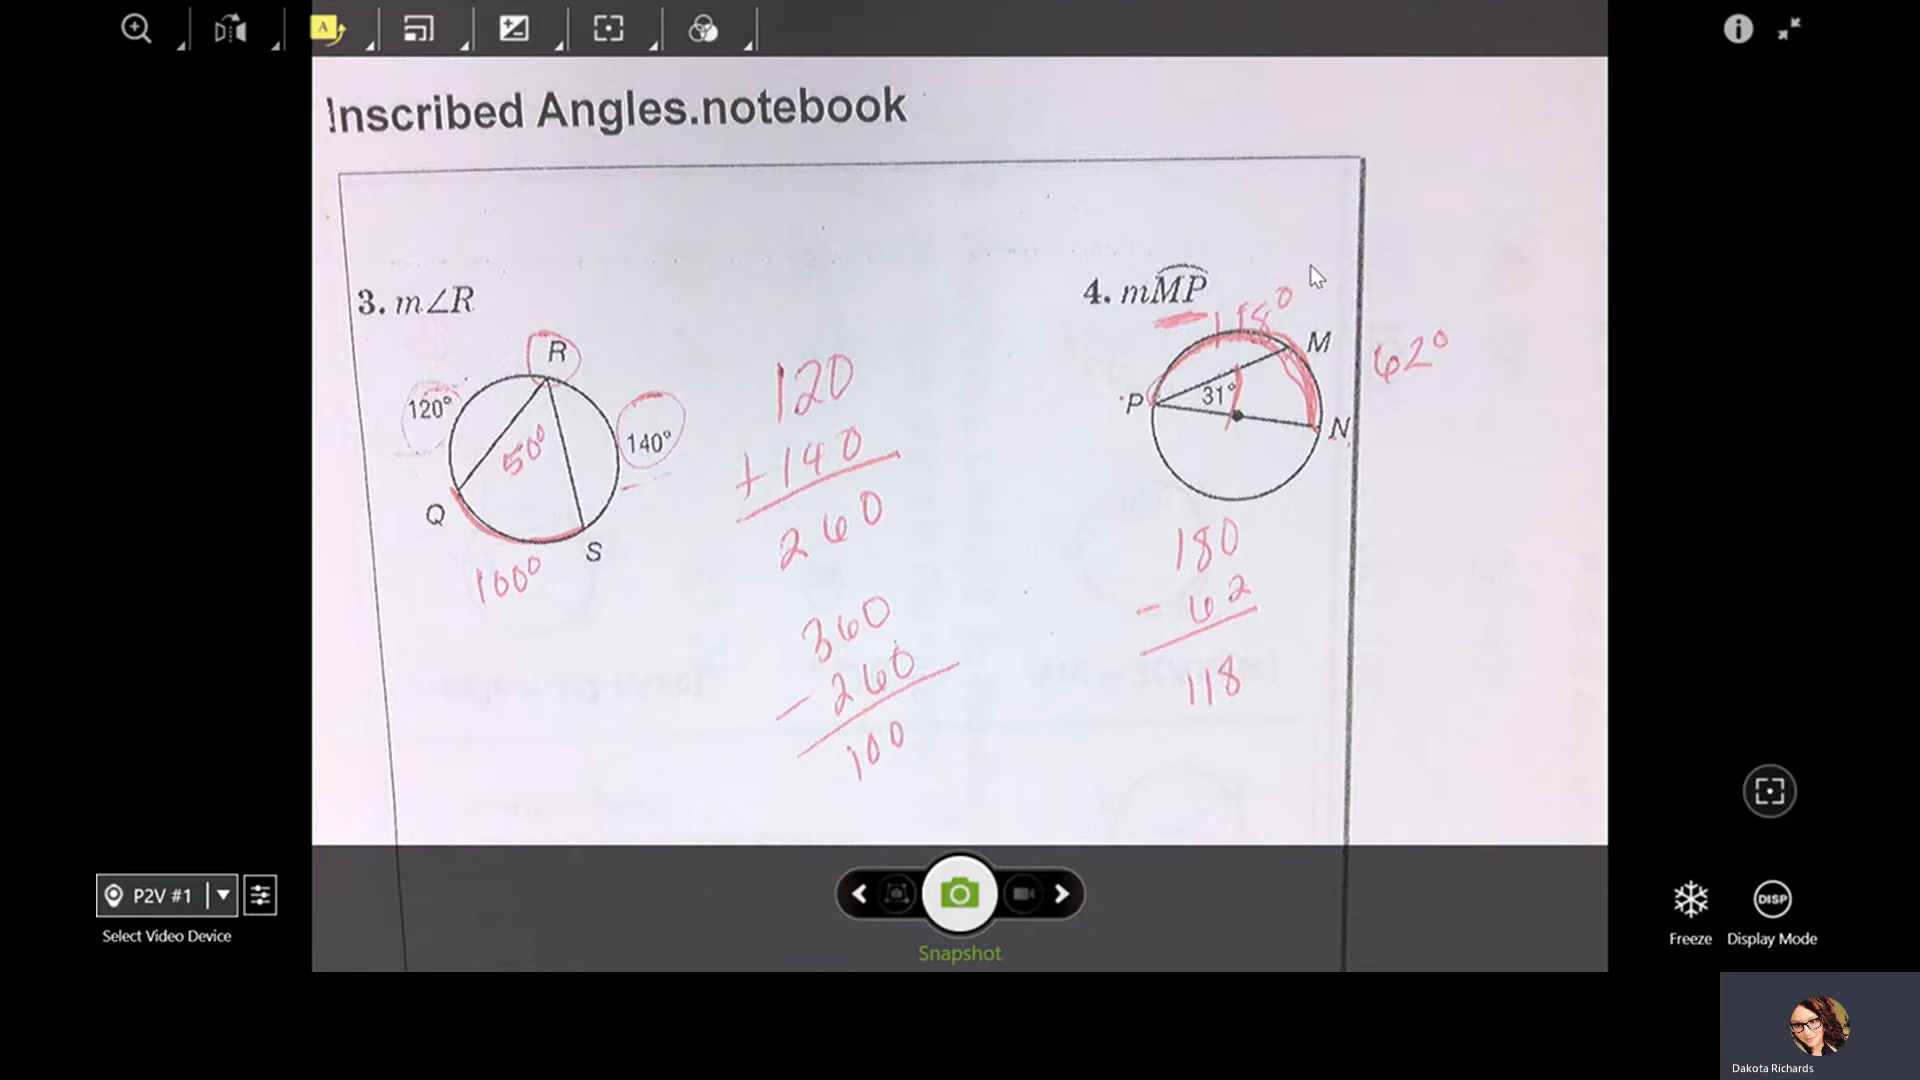 A
Inscribed Angles.notebook
3. m∠R
R
120°
140°
50°
Q
S
100°
120
+ 140
260
360
- 260
100
4. mMP
118°
M
62°
31°
P
N
180
- 62
118
P2V #1
Select Video Device
Snapshot
Freeze
DISP
Display Mode
Dakota Richards